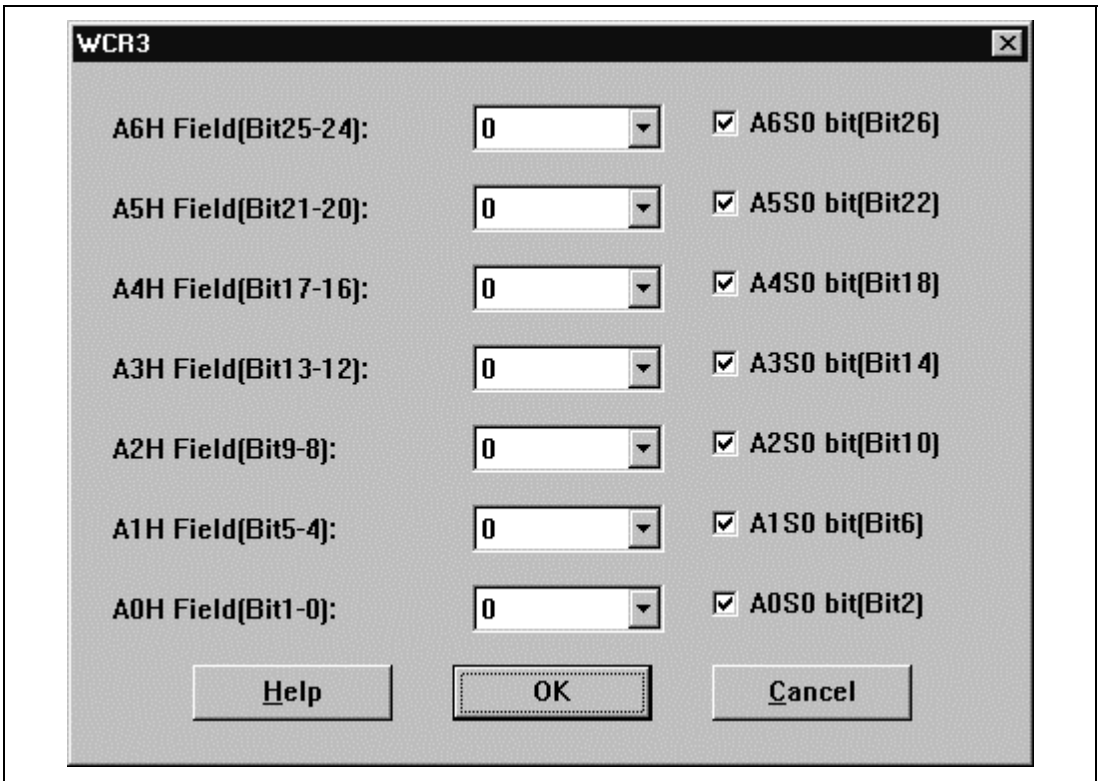 WCR3
A6H Field(Bit25-24): 0 A6S0 bit(Bit26)
A5H Field(Bit21-20): 0 A5S0 bit(Bit22)
A4H Field(Bit17-16): 0 A4S0 bit(Bit18)
A3H Field(Bit13-12): 0 A3S0 bit(Bit14)
A2H Field(Bit9-8): 0 A2S0 bit(Bit10)
A1H Field(Bit5-4): 0 A1S0 bit(Bit6)
A0H Field(Bit1-0): 0 A0S0 bit(Bit2)
Help OK Cancel